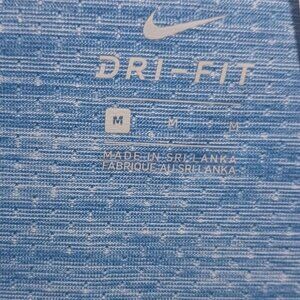 DRI-FIT
M M M
MADE IN SRI LANKA
FABRIQUE AU SRI LANKA